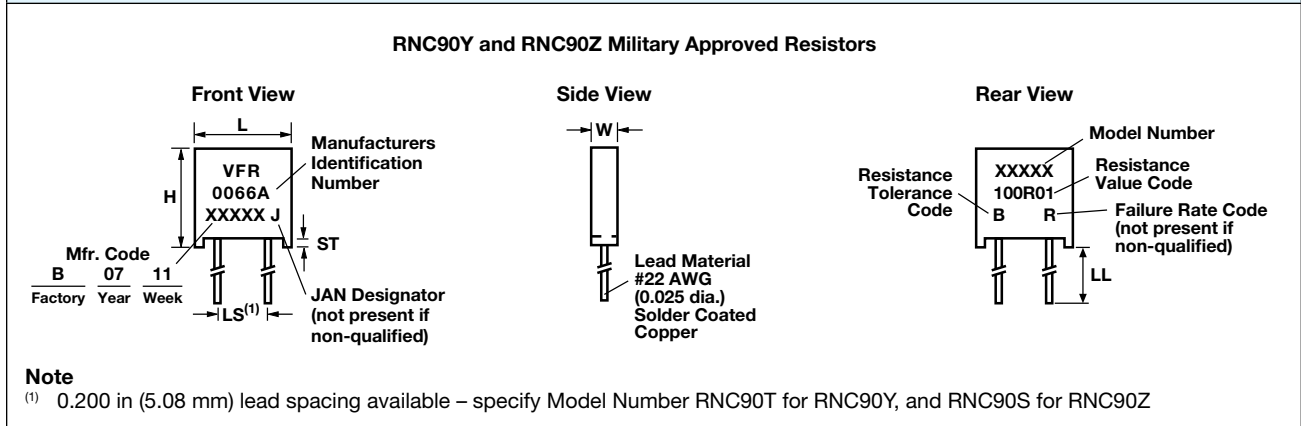 RNC90Y and RNC90Z Military Approved Resistors
Front View
L
H
VFR
0066A
XXXXX J
Manufacturers
Identification
Number
ST
Mfr. Code
B 07 11
Factory Year Week
LS(1)
JAN Designator
(not present if
non-qualified)
Side View
W
Lead Material
#22 AWG
(0.025 dia.)
Solder Coated
Copper
Rear View
Model Number
XXXXX
100R01
B R
Resistance
Value Code
Resistance
Tolerance
Code
Failure Rate Code
(not present if
non-qualified)
LL
Note
(1) 0.200 in (5.08 mm) lead spacing available – specify Model Number RNC90T for RNC90Y, and RNC90S for RNC90Z